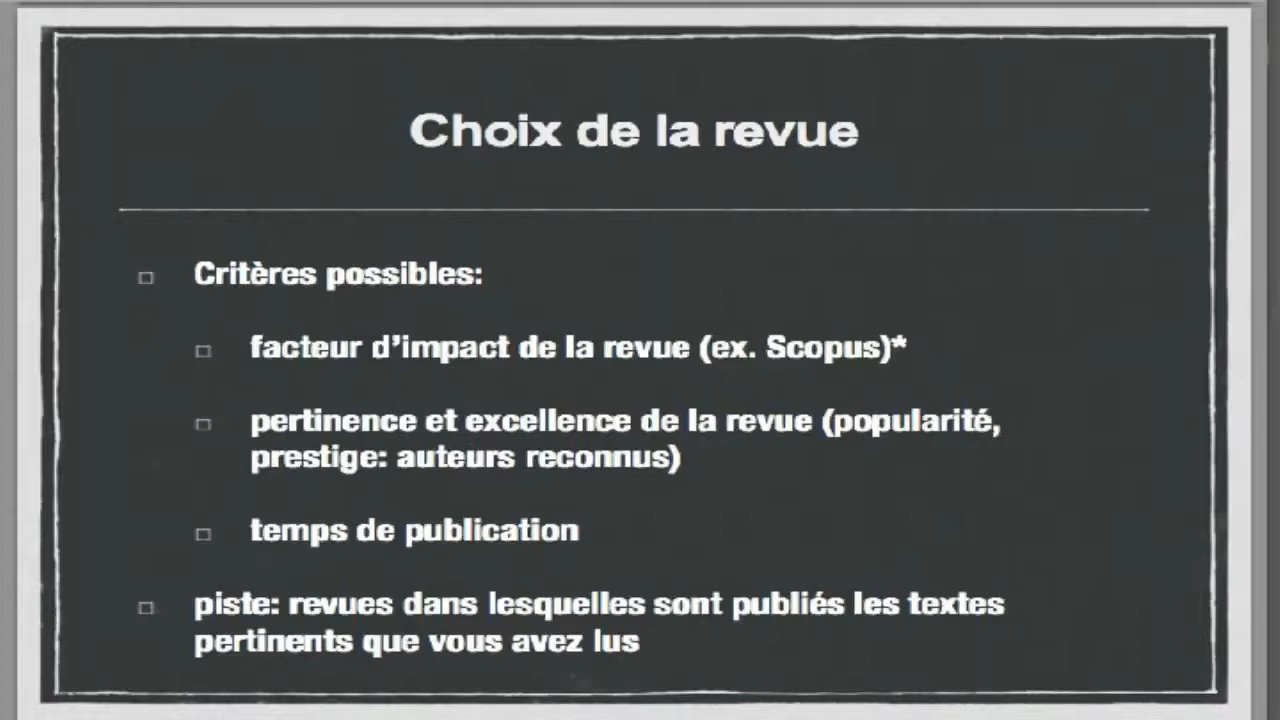 Choix de la revue
Critères possibles:
facteur d'impact de la revue (ex. Scopus)*
pertinence et excellence de la revue (popularité,
prestige: auteurs reconnus)
temps de publication
piste: revues dans lesquelles sont publiés les textes
pertinents que vous avez lus